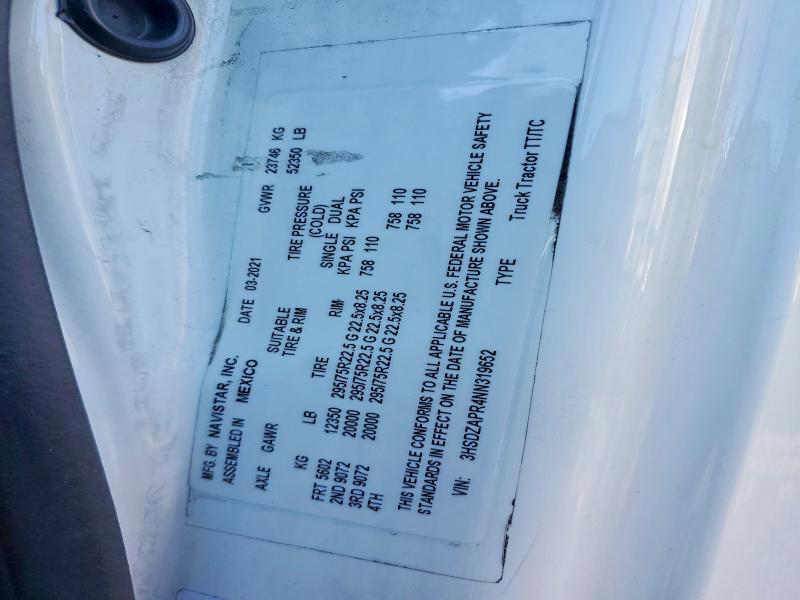 MFG. BY NAVISTAR, INC.
ASSEMBLED IN MEXICO DATE 03-2021 GVWR 23746 KG
52350 LB
AXLE GAWR SUITABLE TIRE PRESSURE
TIRE & RIM (COLD)
SINGLE DUAL
KG LB TIRE RIM KPA PSI KPA PSI
FRT 5602 12350 295/75R22.5 G 22.5x8.25 758 110
2ND 9072 20000 295/75R22.5 G 22.5x8.25 758 110
3RD 9072 20000 295/75R22.5 G 22.5x8.25 758 110
4TH
THIS VEHICLE CONFORMS TO ALL APPLICABLE U.S. FEDERAL MOTOR VEHICLE SAFETY
STANDARDS IN EFFECT ON THE DATE OF MANUFACTURE SHOWN ABOVE.
VIN: 3HSDZAPR4NN319652 TYPE Truck Tractor TT/TC